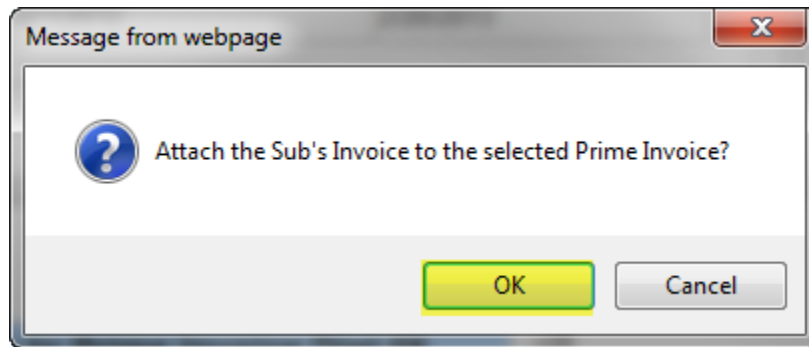 Message from webpage
Attach the Sub's Invoice to the selected Prime Invoice?
OK
Cancel